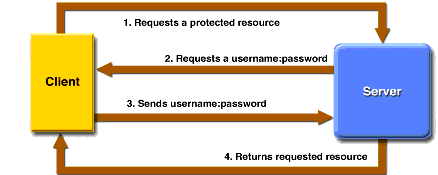 1. Requests a protected resource
2. Requests a username:password
Client
Server
3. Sends username:password
4. Returns requested resource